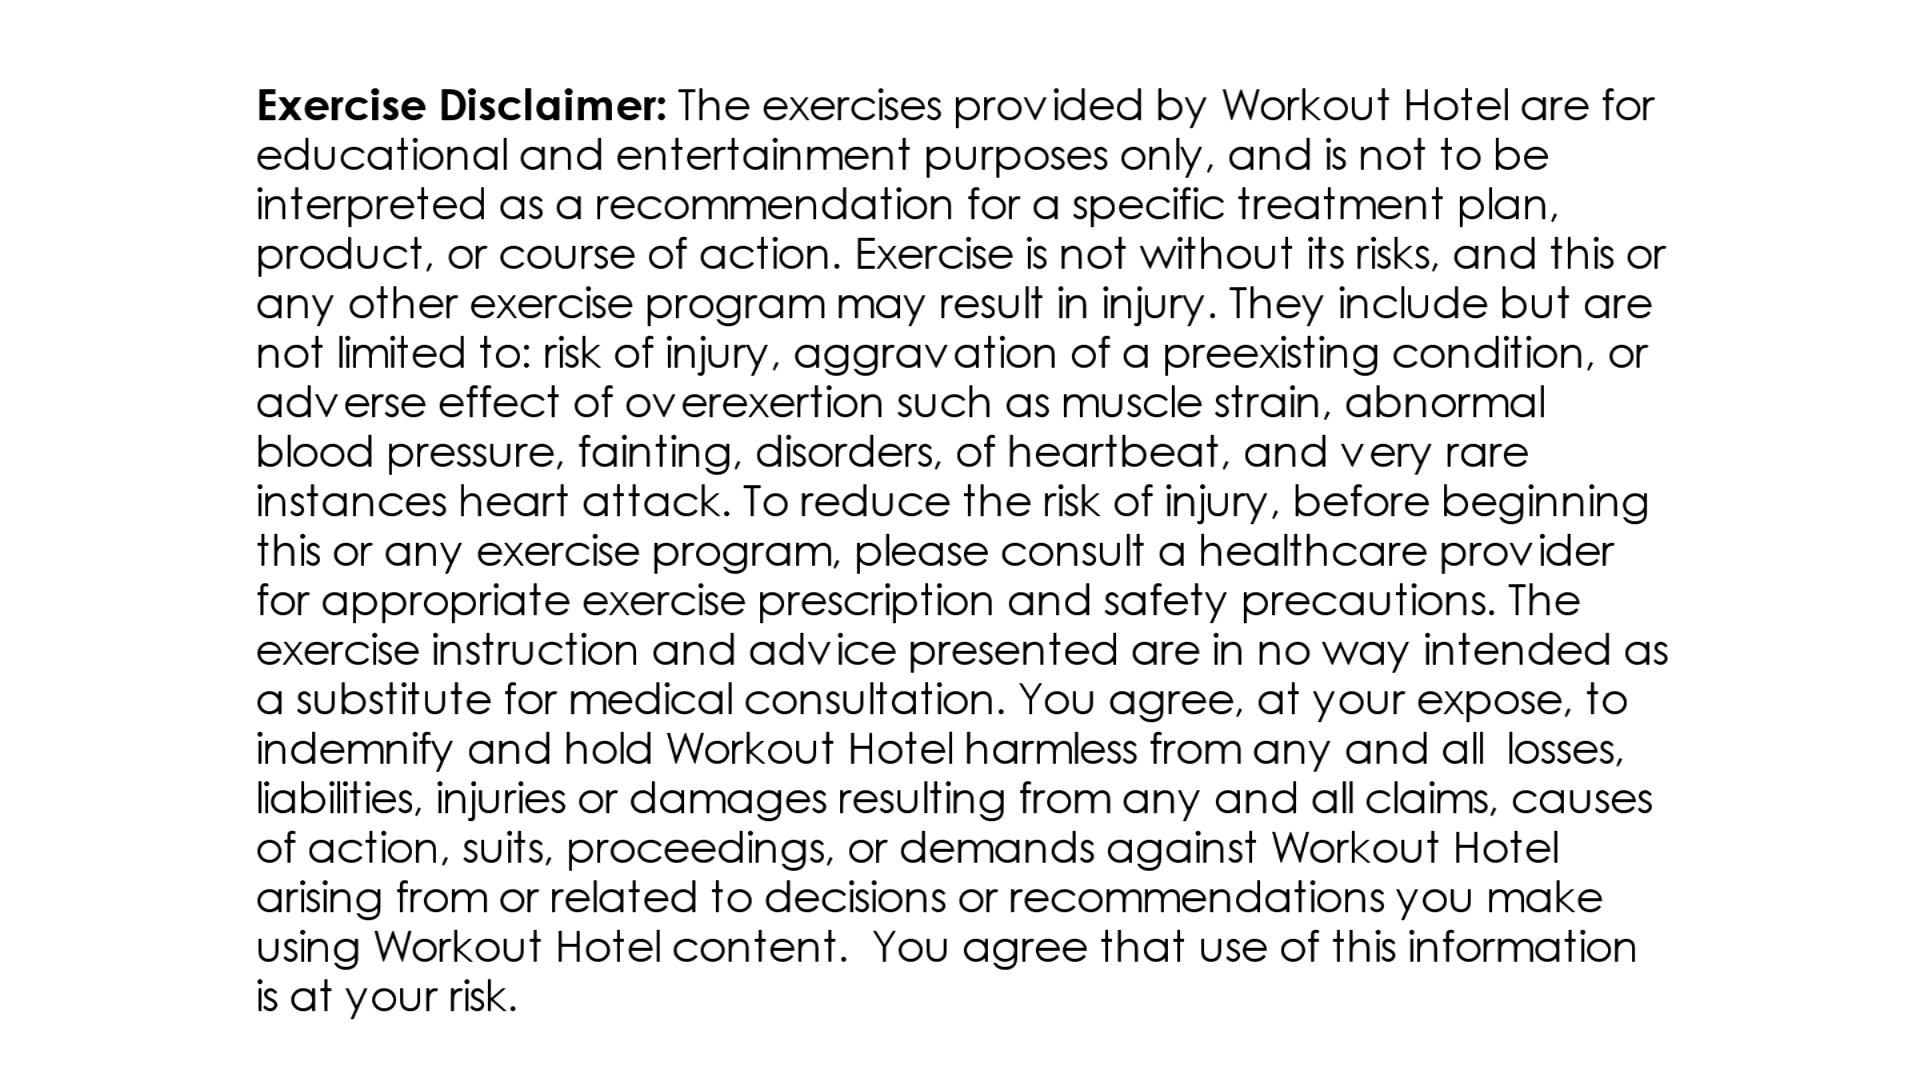 Exercise Disclaimer: The exercises provided by Workout Hotel are for
educational and entertainment purposes only, and is not to be
interpreted as a recommendation for a specific treatment plan,
product, or course of action. Exercise is not without its risks, and this or
any other exercise program may result in injury. They include but are
not limited to: risk of injury, aggravation of a preexisting condition, or
adverse effect of overexertion such as muscle strain, abnormal
blood pressure, fainting, disorders, of heartbeat, and very rare
instances heart attack. To reduce the risk of injury, before beginning
this or any exercise program, please consult a healthcare provider
for appropriate exercise prescription and safety precautions. The
exercise instruction and advice presented are in no way intended as
a substitute for medical consultation. You agree, at your expose, to
indemnify and hold Workout Hotel harmless from any and all  losses,
liabilities, injuries or damages resulting from any and all claims, causes
of action, suits, proceedings, or demands against Workout Hotel
arising from or related to decisions or recommendations you make
using Workout Hotel content.  You agree that use of this information
is at your risk.